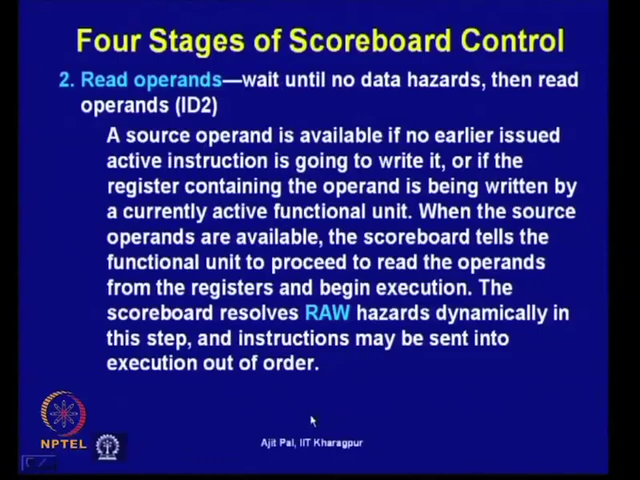 Four Stages of Scoreboard Control
2. Read operands—wait until no data hazards, then read
operands (ID2)
A source operand is available if no earlier issued
active instruction is going to write it, or if the
register containing the operand is being written by
a currently active functional unit. When the source
operands are available, the scoreboard tells the
functional unit to proceed to read the operands
from the registers and begin execution. The
scoreboard resolves RAW hazards dynamically in
this step, and instructions may be sent into
execution out of order.
NPTEL
Ajit Pal, IIT Kharagpur